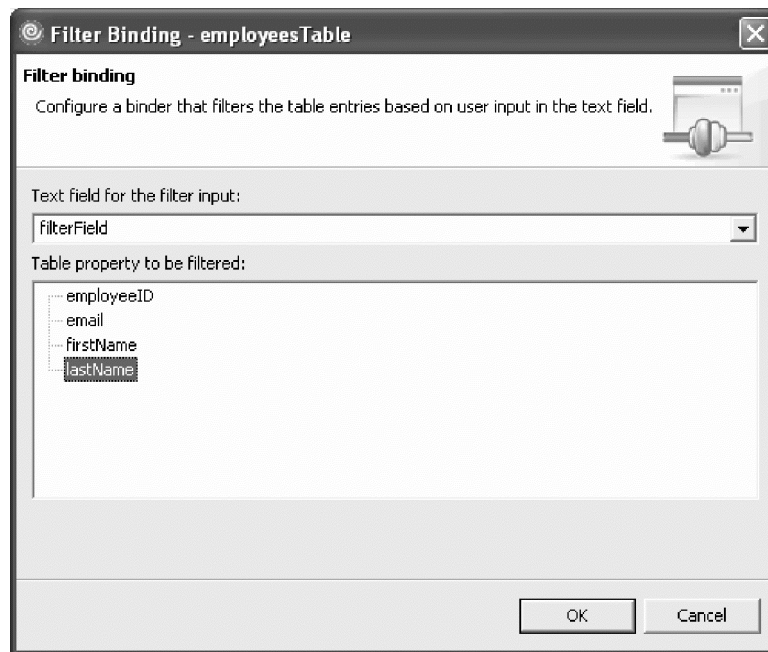 Filter Binding - employeesTable
Filter binding
Configure a binder that filters the table entries based on user input in the text field.
Text field for the filter input:
filterField
Table property to be filtered:
employeeID
email
firstName
lastName
OK Cancel